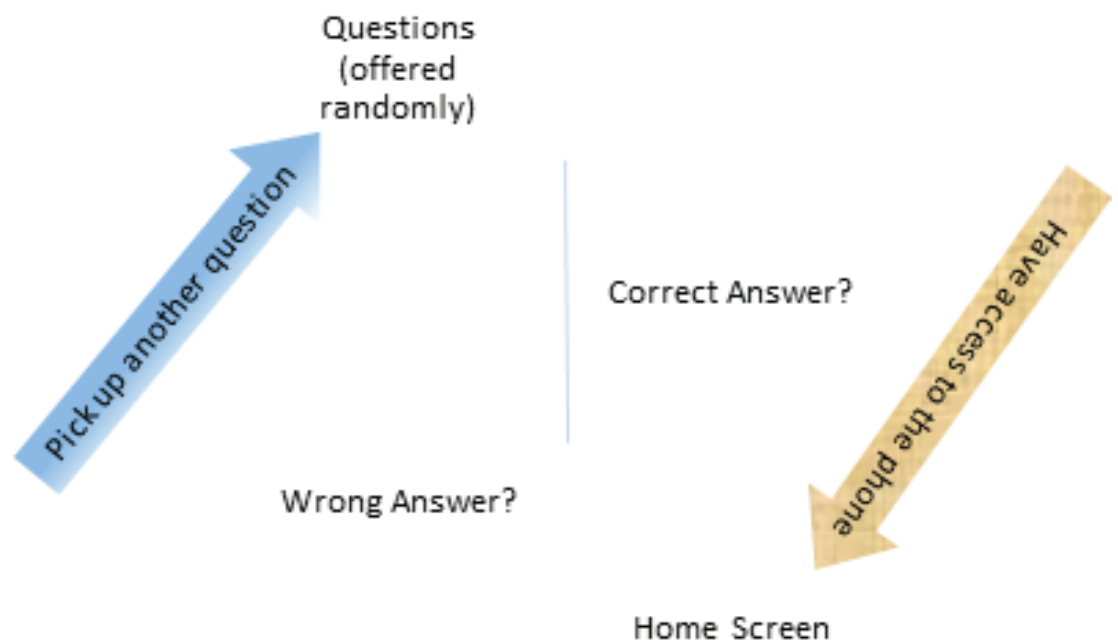 Questions
(offered
randomly)
Pick up another question
Correct Answer?
Have access to the phone
Wrong Answer?
Home Screen